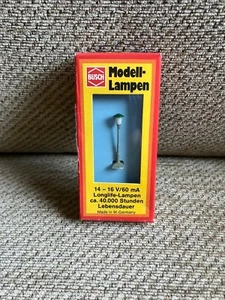 BUSCH
Modell-
Lampen
14 - 16 V/60 mA
Longlife-Lampen
ca. 40.000 Stunden
Lebensdauer
Made in W.-Germany